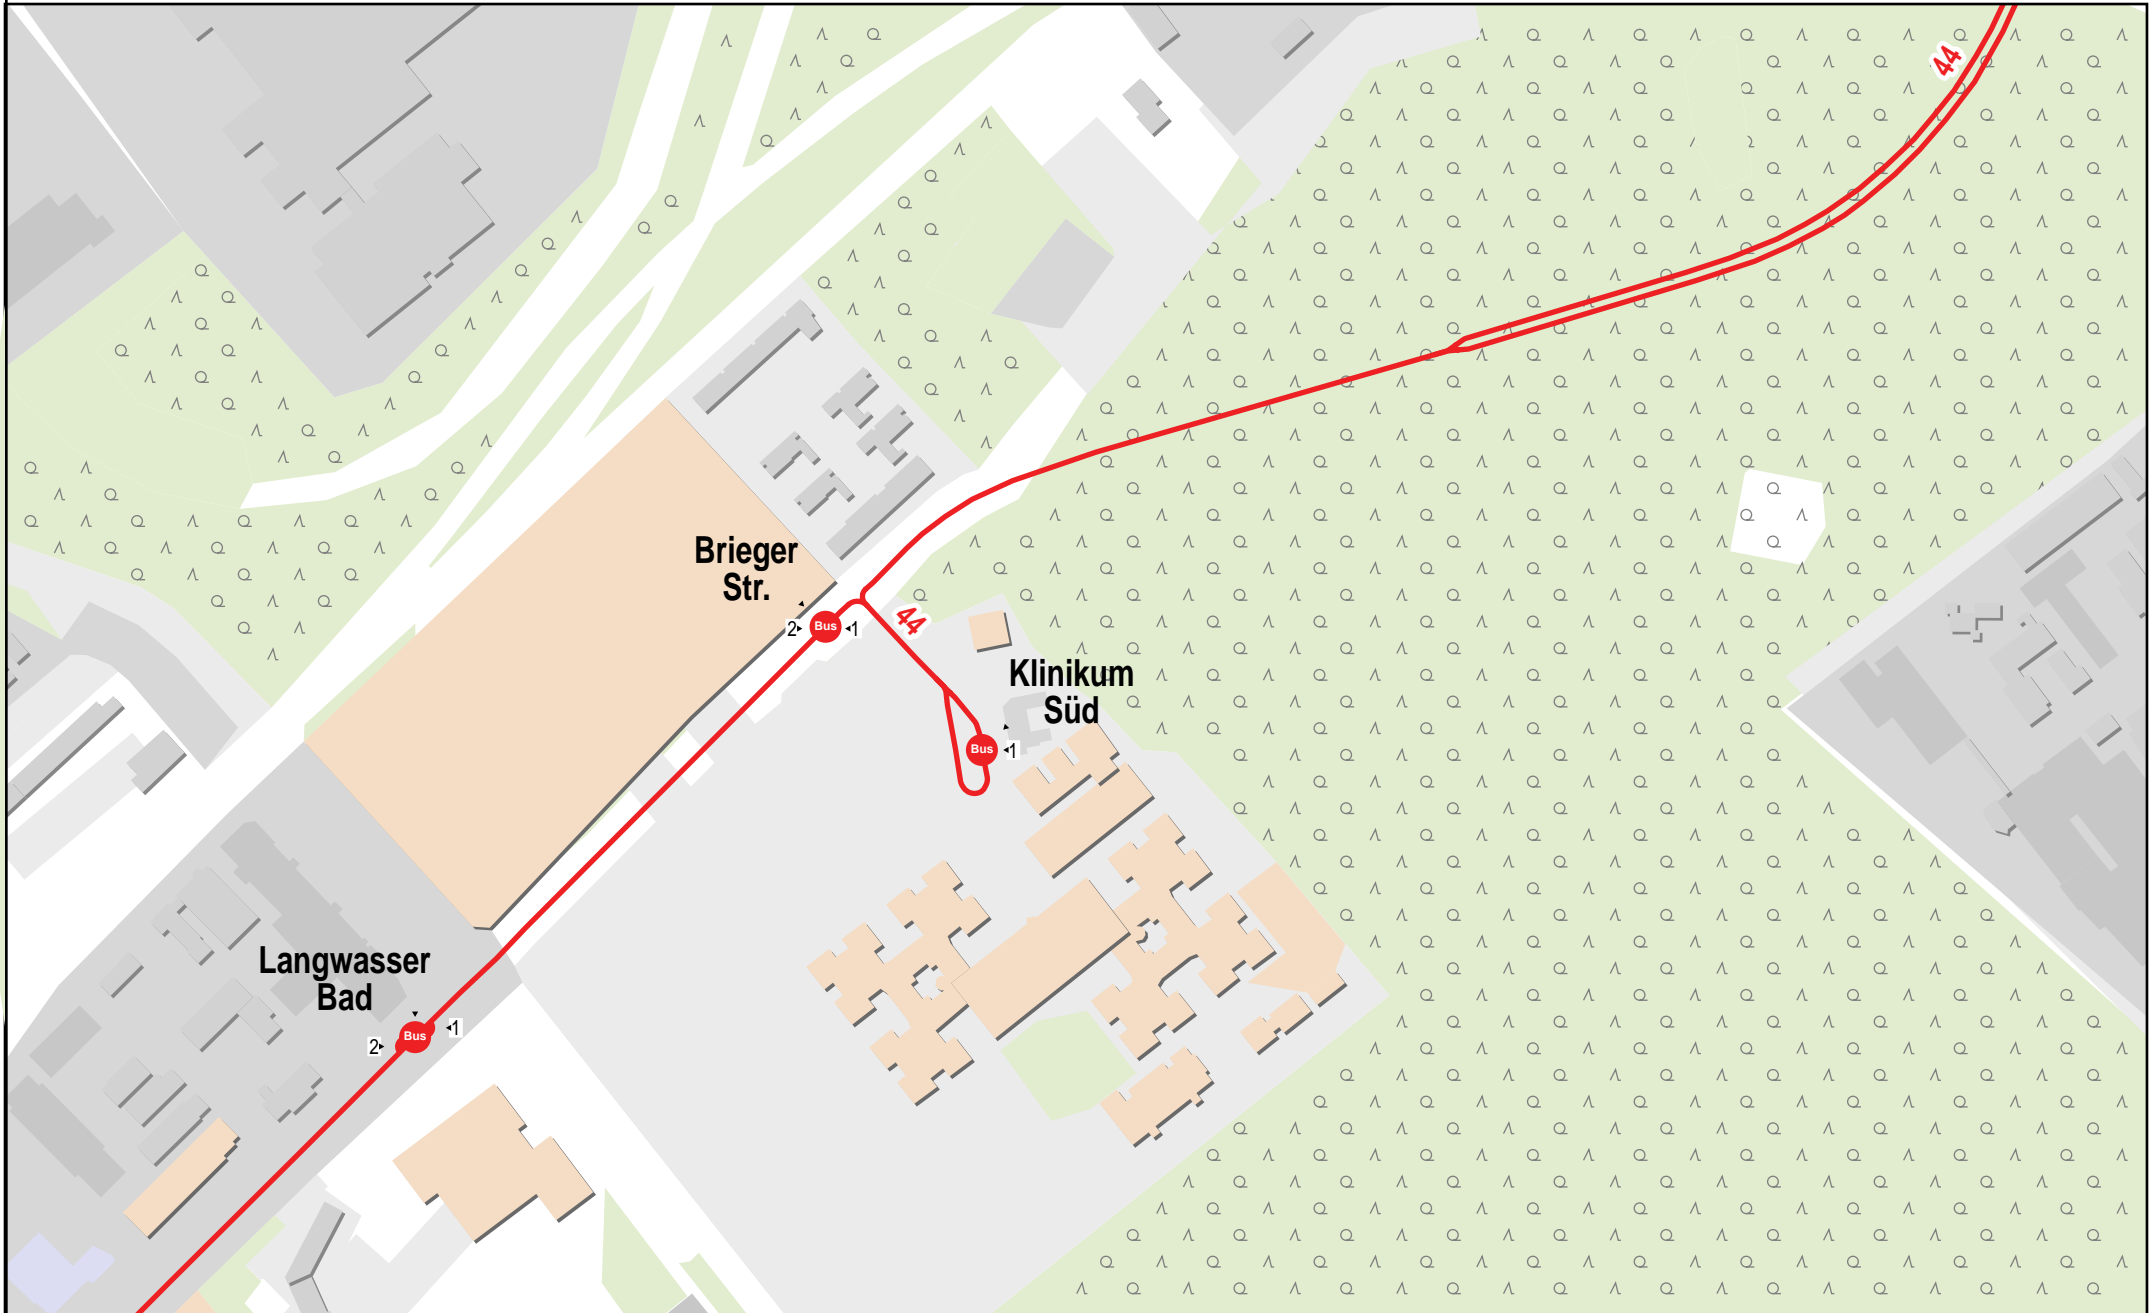 44
Brieger
Str.
2
Bus
1
44
Klinikum
Süd
Bus
1
Langwasser
Bad
2
Bus
1